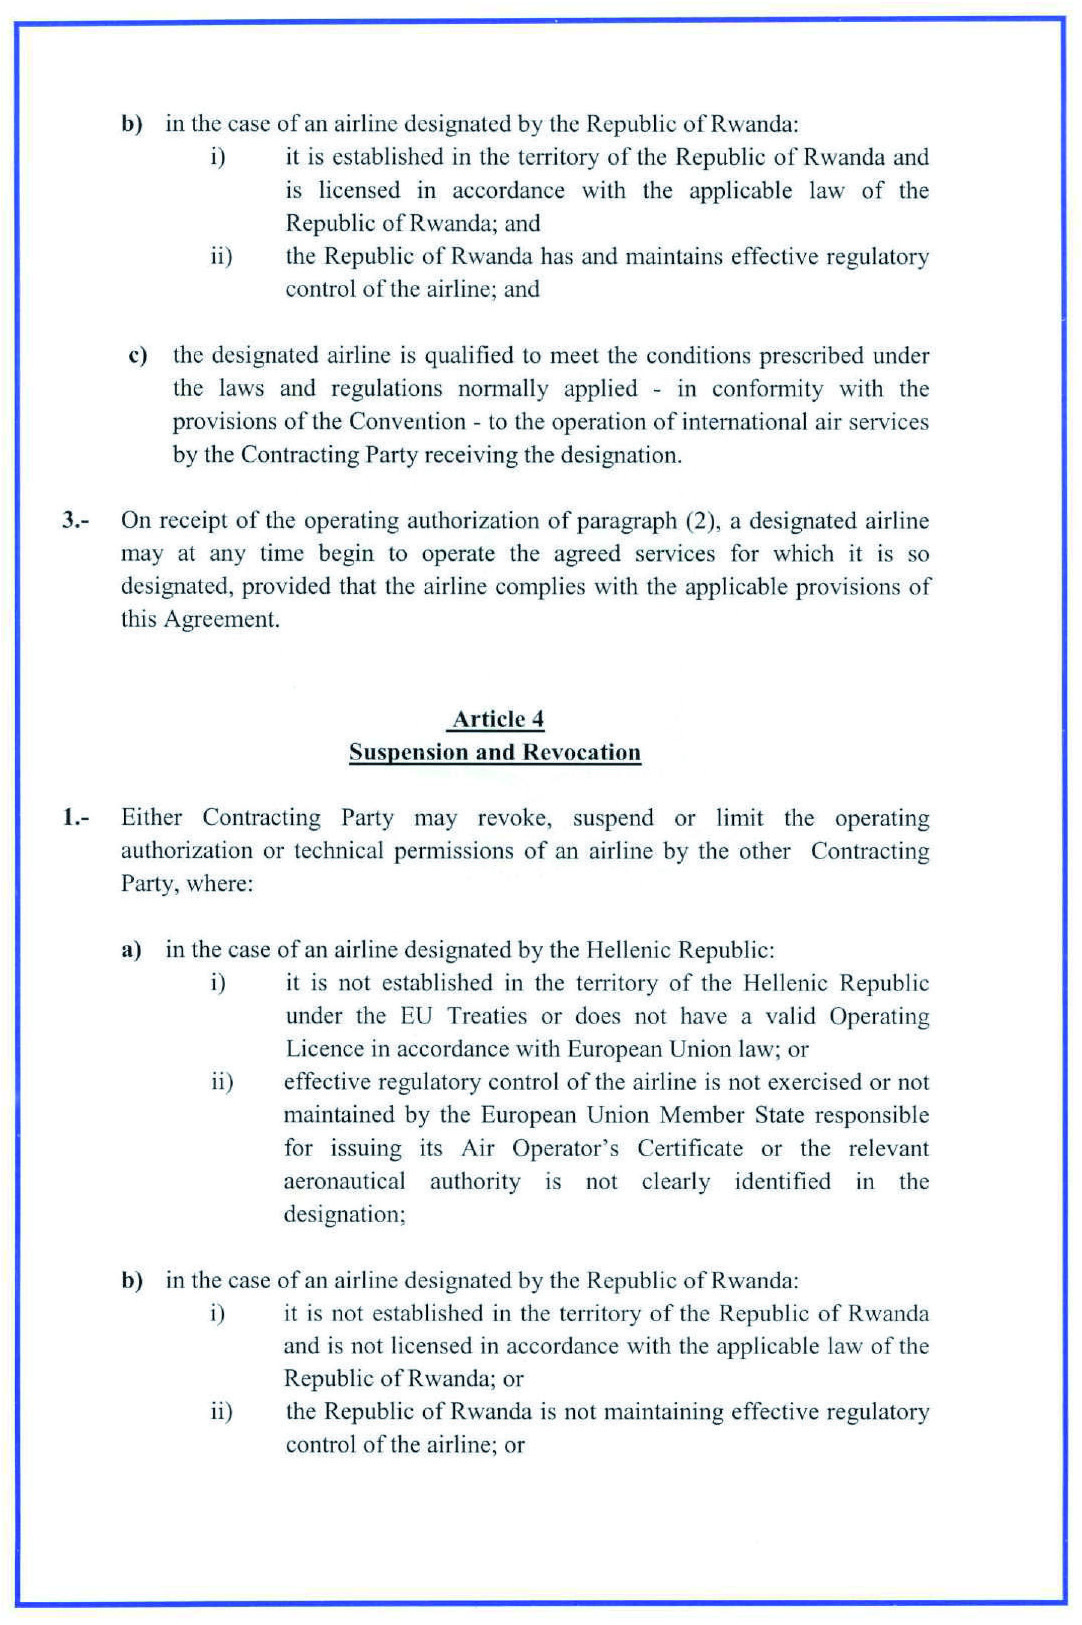 b) in the case of an airline designated by the Republic of Rwanda:
i) it is established in the territory of the Republic of Rwanda and
is licensed in accordance with the applicable law of the
Republic of Rwanda; and
ii) the Republic of Rwanda has and maintains effective regulatory
control of the airline; and
c) the designated airline is qualified to meet the conditions prescribed under
the laws and regulations normally applied - in conformity with the
provisions of the Convention - to the operation of international air services
by the Contracting Party receiving the designation.
3.- On receipt of the operating authorization of paragraph (2), a designated airline
may at any time begin to operate the agreed services for which it is so
designated, provided that the airline complies with the applicable provisions of
this Agreement.
Article 4
Suspension and Revocation
1.- Either Contracting Party may revoke, suspend or limit the operating
authorization or technical permissions of an airline by the other Contracting
Party, where:
a) in the case of an airline designated by the Hellenic Republic:
i) it is not established in the territory of the Hellenic Republic
under the EU Treaties or does not have a valid Operating
Licence in accordance with European Union law; or
ii) effective regulatory control of the airline is not exercised or not
maintained by the European Union Member State responsible
for issuing its Air Operator's Certificate or the relevant
aeronautical authority is not clearly identified in the
designation;
b) in the case of an airline designated by the Republic of Rwanda:
i) it is not established in the territory of the Republic of Rwanda
and is not licensed in accordance with the applicable law of the
Republic of Rwanda; or
ii) the Republic of Rwanda is not maintaining effective regulatory
control of the airline; or